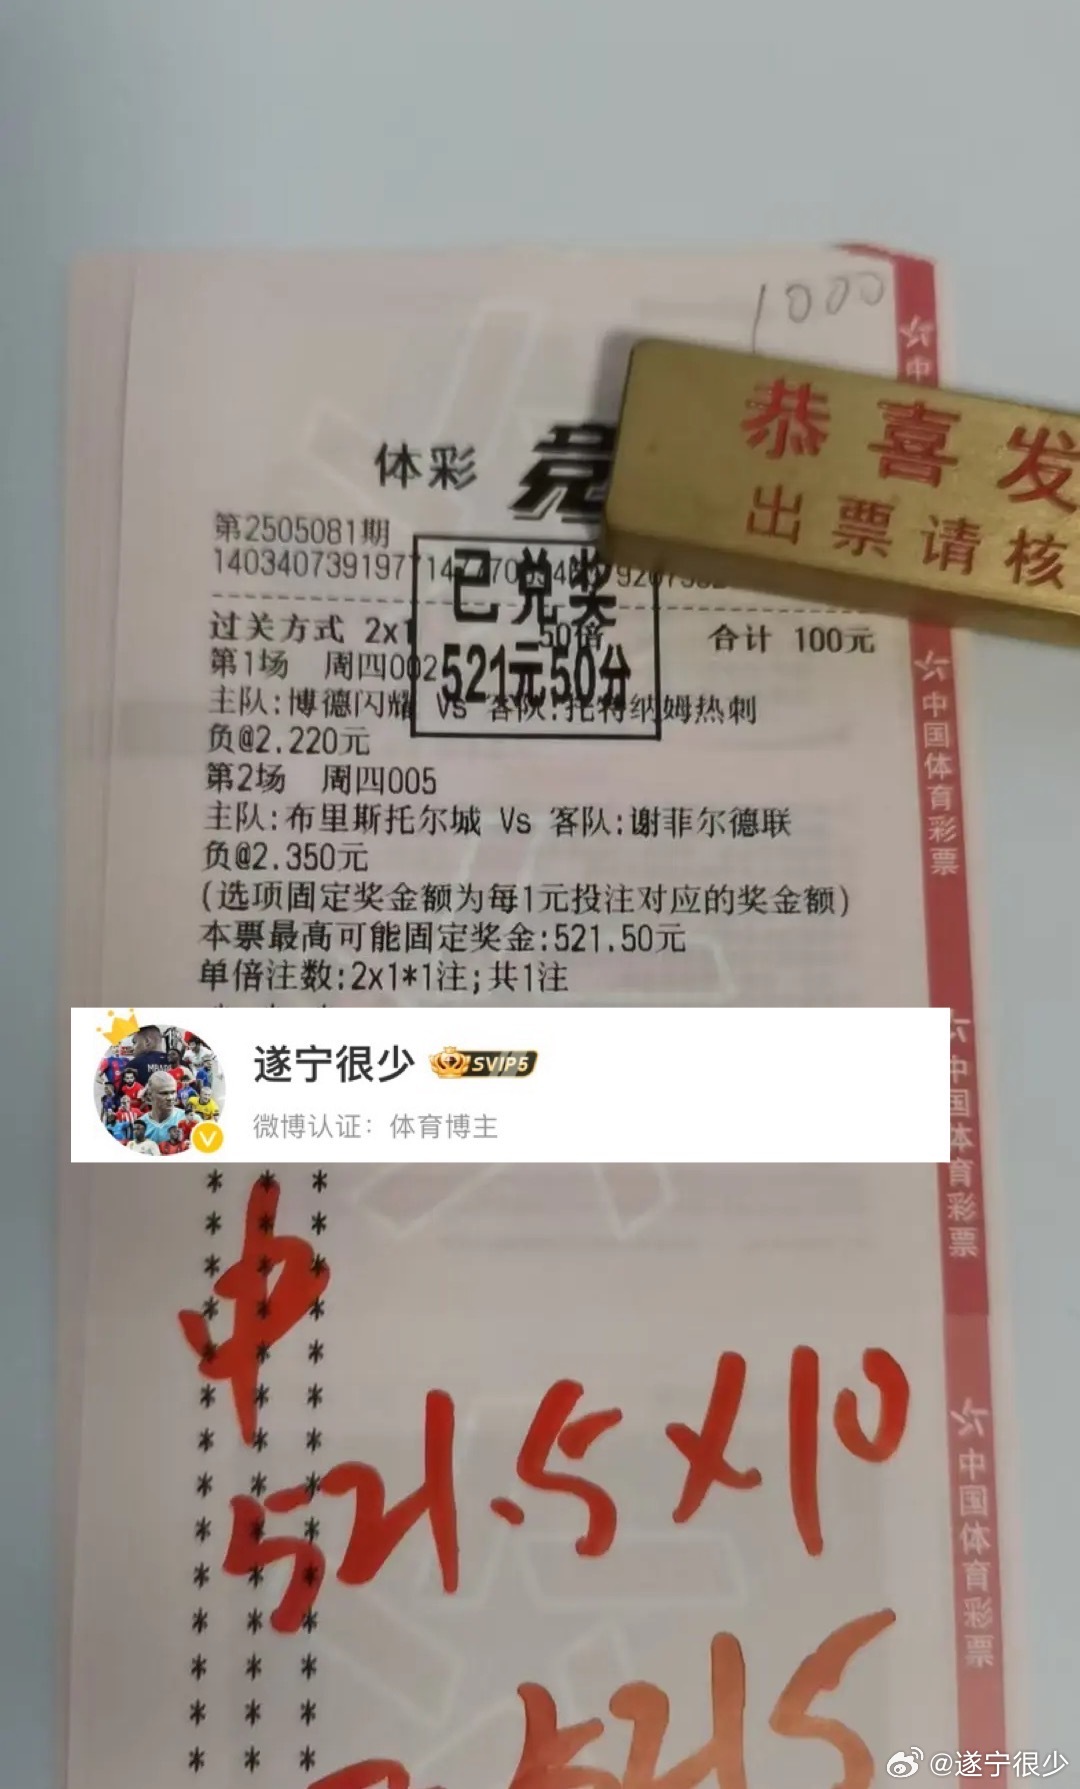 1000
恭喜发
出票请核
体彩 竞
第2505081期
过关方式 2x1 50倍 合计 100元
已兑奖
521元50分
第1场 周四002
主队:博德闪耀 Vs 客队:托特纳姆热刺
负@2.220元
第2场 周四005
主队:布里斯托尔城 Vs 客队:谢菲尔德联
负@2.350元
(选项固定奖金额为每1元投注对应的奖金额)
本票最高可能固定奖金:521.50元
单倍注数:2x1*1注;共1注
遂宁很少 SVIP5
微博认证：体育博主
* * *
* * *
* * *
* * *
* * *
* * *
* * *
* * *
* * *
* * *
* * *
* * *
* * *
* * *
中
521.5x10
5215
中国体育彩票
中国体育彩票
中国体育彩票
@遂宁很少